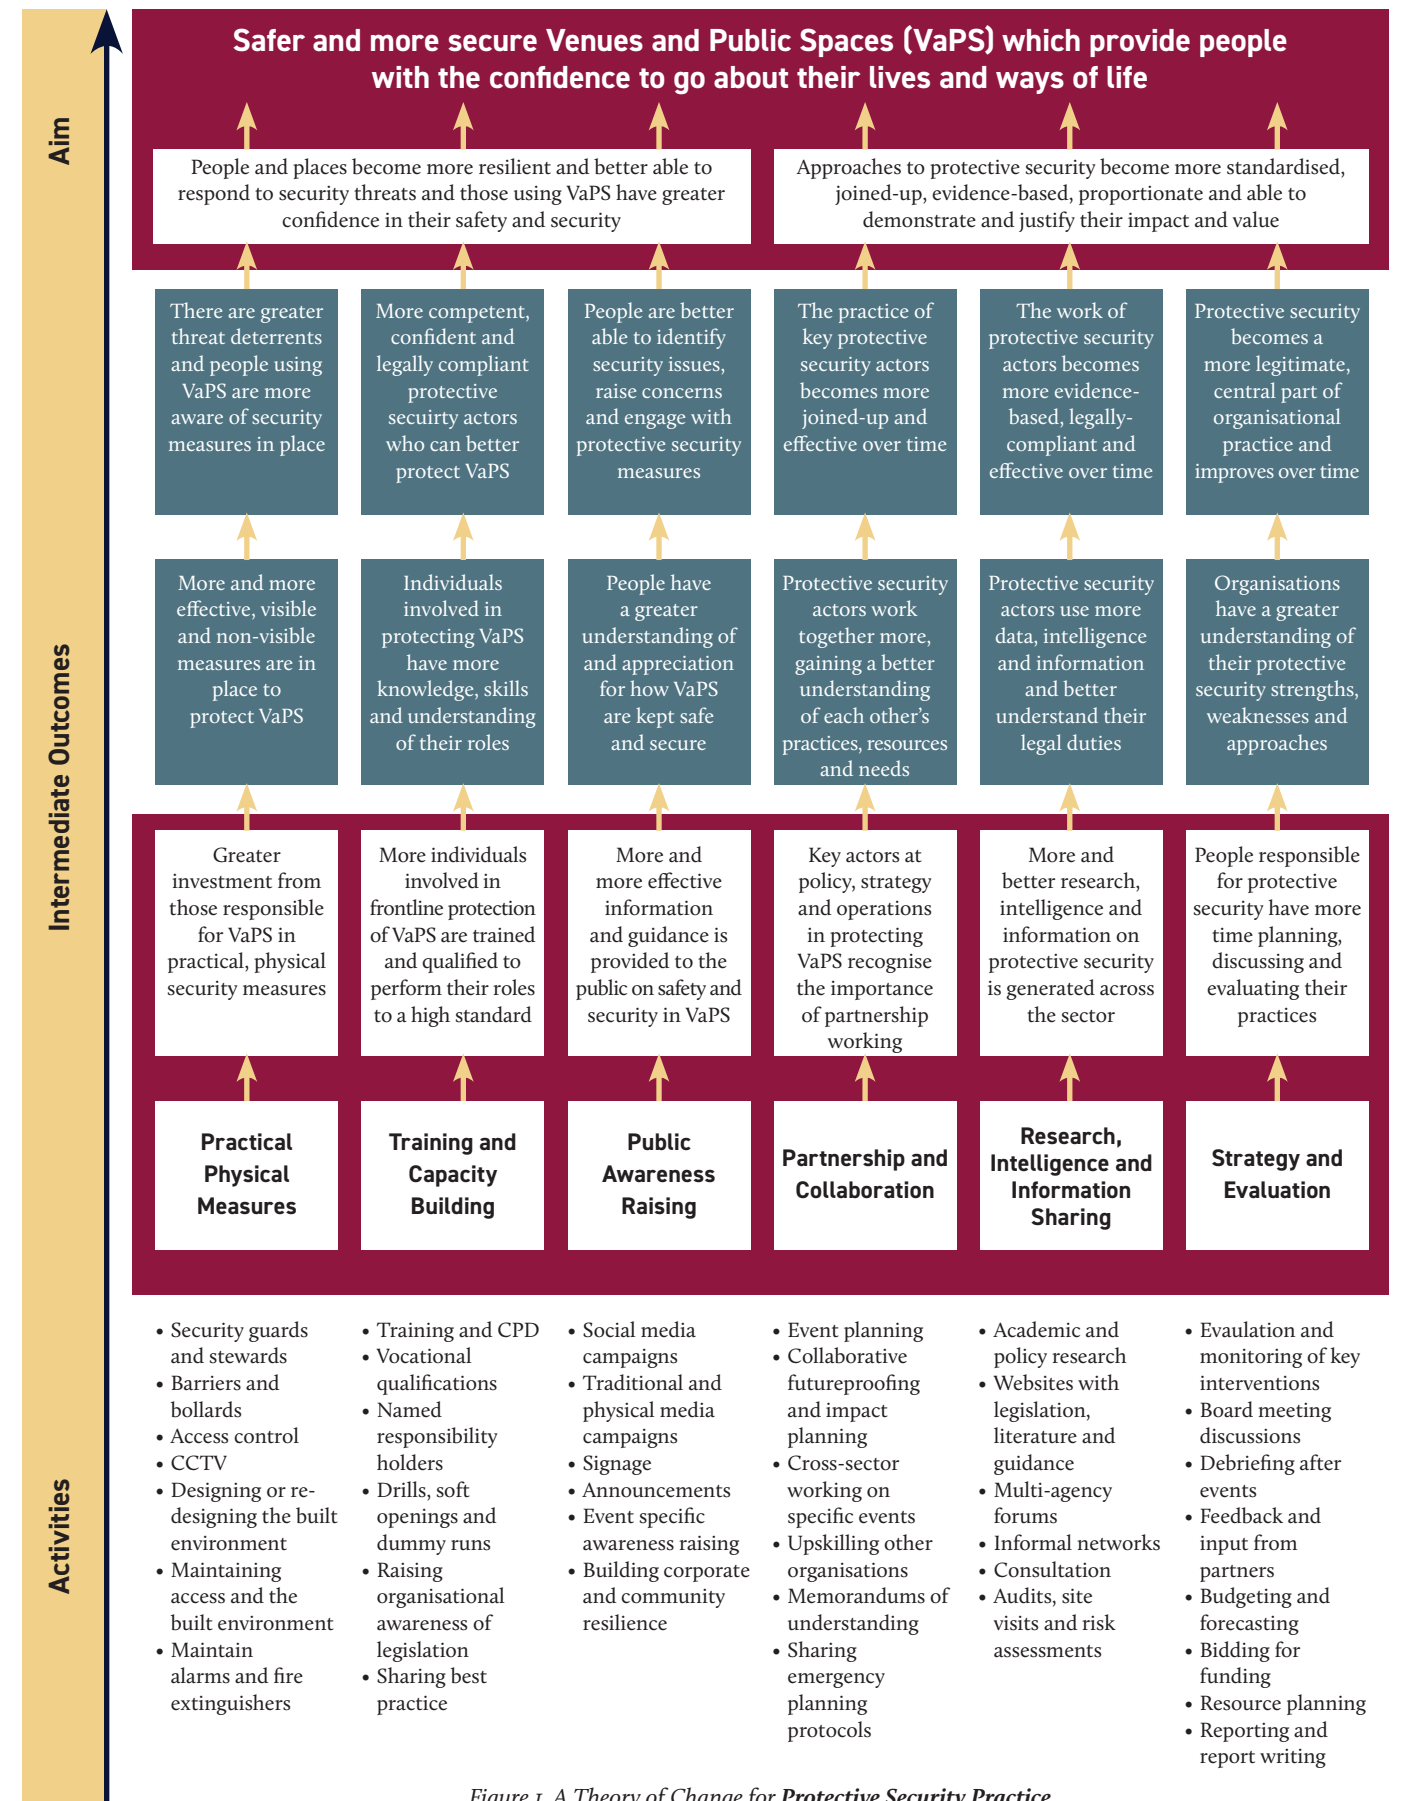 Safer and more secure Venues and Public Spaces (VaPS) which provide people
with the confidence to go about their lives and ways of life
Aim
People and places become more resilient and better able to
respond to security threats and those using VaPS have greater
confidence in their safety and security
Approaches to protective security become more standardised,
joined-up, evidence-based, proportionate and able to
demonstrate and justify their impact and value
Intermediate Outcomes
There are greater
threat deterrents
and people using
VaPS are more
aware of security
measures in place
More competent,
confident and
legally compliant
protective
secuirty actors
who can better
protect VaPS
People are better
able to identify
security issues,
raise concerns
and engage with
protective security
measures
The practice of
key protective
security actors
becomes more
joined-up and
effective over time
The work of
protective security
actors becomes
more evidence-
based, legally-
compliant and
effective over time
Protective security
becomes a
more legitimate,
central part of
organisational
practice and
improves over time
More and more
effective, visible
and non-visible
measures are in
place to
protect VaPS
Individuals
involved in
protecting VaPS
have more
knowledge, skills
and understanding
of their roles
People have
a greater
understanding of
and appreciation
for how VaPS
are kept safe
and secure
Protective security
actors work
together more,
gaining a better
understanding
of each other’s
practices, resources
and needs
Protective security
actors use more
data, intelligence
and information
and better
understand their
legal duties
Organisations
have a greater
understanding of
their protective
security strengths,
weaknesses and
approaches
Greater
investment from
those responsible
for VaPS in
practical, physical
security measures
More individuals
involved in
frontline protection
of VaPS are trained
and qualified to
perform their roles
to a high standard
More and
more effective
information
and guidance is
provided to the
public on safety and
security in VaPS
Key actors at
policy, strategy
and operations
in protecting
VaPS recognise
the importance
of partnership
working
More and
better research,
intelligence and
information on
protective security
is generated across
the sector
People responsible
for protective
security have more
time planning,
discussing and
evaluating their
practices
Practical
Physical
Measures
Training and
Capacity
Building
Public
Awareness
Raising
Partnership and
Collaboration
Research,
Intelligence and
Information
Sharing
Strategy and
Evaluation
Activities
• Security guards
and stewards
• Barriers and
bollards
• Access control
• CCTV
• Designing or re-
designing the built
environment
• Maintaining
access and the
built environment
• Maintain
alarms and fire
extinguishers
• Training and CPD
• Vocational
qualifications
• Named
responsibility
holders
• Drills, soft
openings and
dummy runs
• Raising
organisational
awareness of
legislation
• Sharing best
practice
• Social media
campaigns
• Traditional and
physical media
campaigns
• Signage
• Announcements
• Event specific
awareness raising
• Building corporate
and community
resilience
• Event planning
• Collaborative
futureproofing
and impact
planning
• Cross-sector
working on
specific events
• Upskilling other
organisations
• Memorandums of
understanding
• Sharing
emergency
planning
protocols
• Academic and
policy research
• Websites with
legislation,
literature and
guidance
• Multi-agency
forums
• Informal networks
• Consultation
• Audits, site
visits and risk
assessments
• Evaulation and
monitoring of key
interventions
• Board meeting
discussions
• Debriefing after
events
• Feedback and
input from
partners
• Budgeting and
forecasting
• Bidding for
funding
• Resource planning
• Reporting and
report writing
Figure 1. A Theory of Change for Protective Security Practice